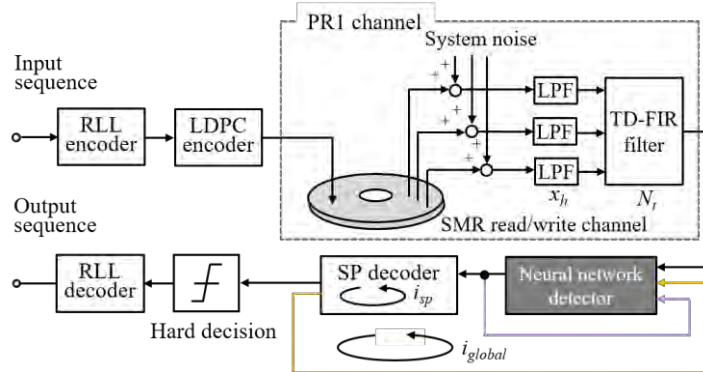 PR1 channel
System noise
Input
sequence
RLL
encoder
LDPC
encoder
+
+
+
+
+
+
LPF
LPF
LPF
TD-FIR
filter
x_h
N_t
SMR read/write channel
Output
sequence
RLL
decoder
Hard decision
SP decoder
i_sp
Neural network
detector
i_global